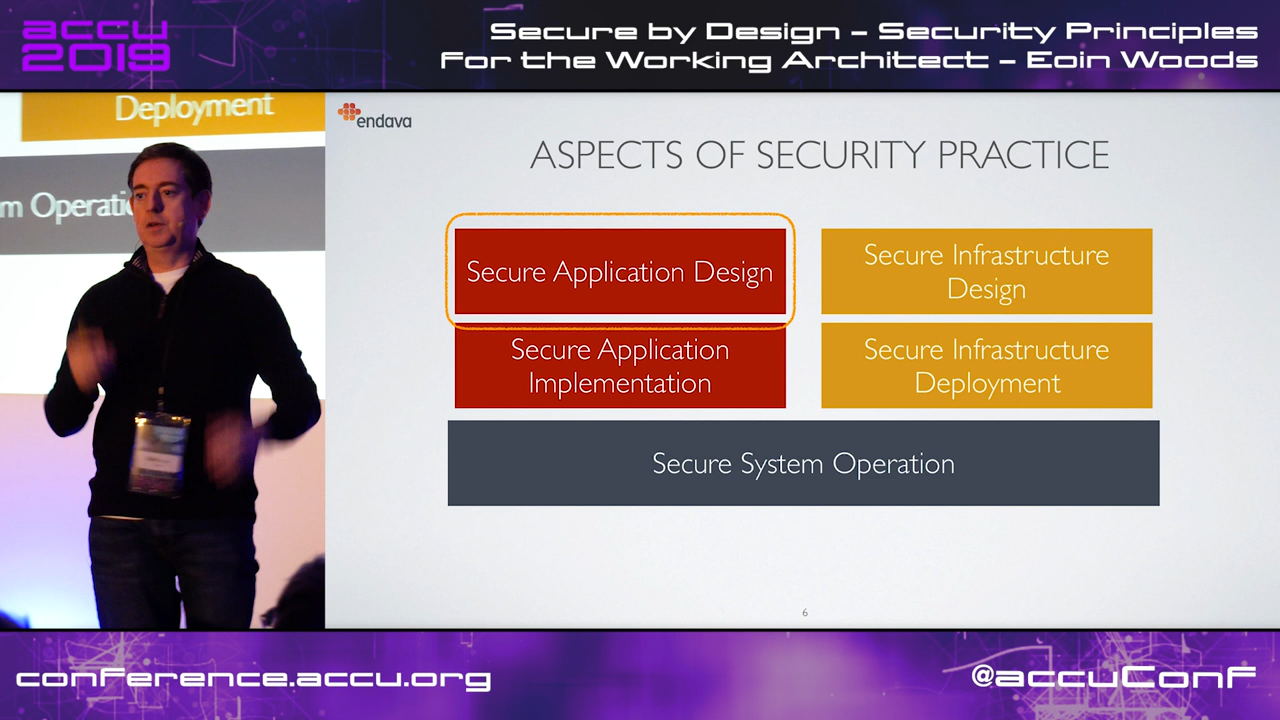 accu
2019
Secure by Design – Security Principles
for the Working Architect – Eoin Woods
Deployment
m Operatio
endava
ASPECTS OF SECURITY PRACTICE
Secure Application Design
Secure Infrastructure
Design
Secure Application
Implementation
Secure Infrastructure
Deployment
Secure System Operation
6
conference.accu.org
@accuConf